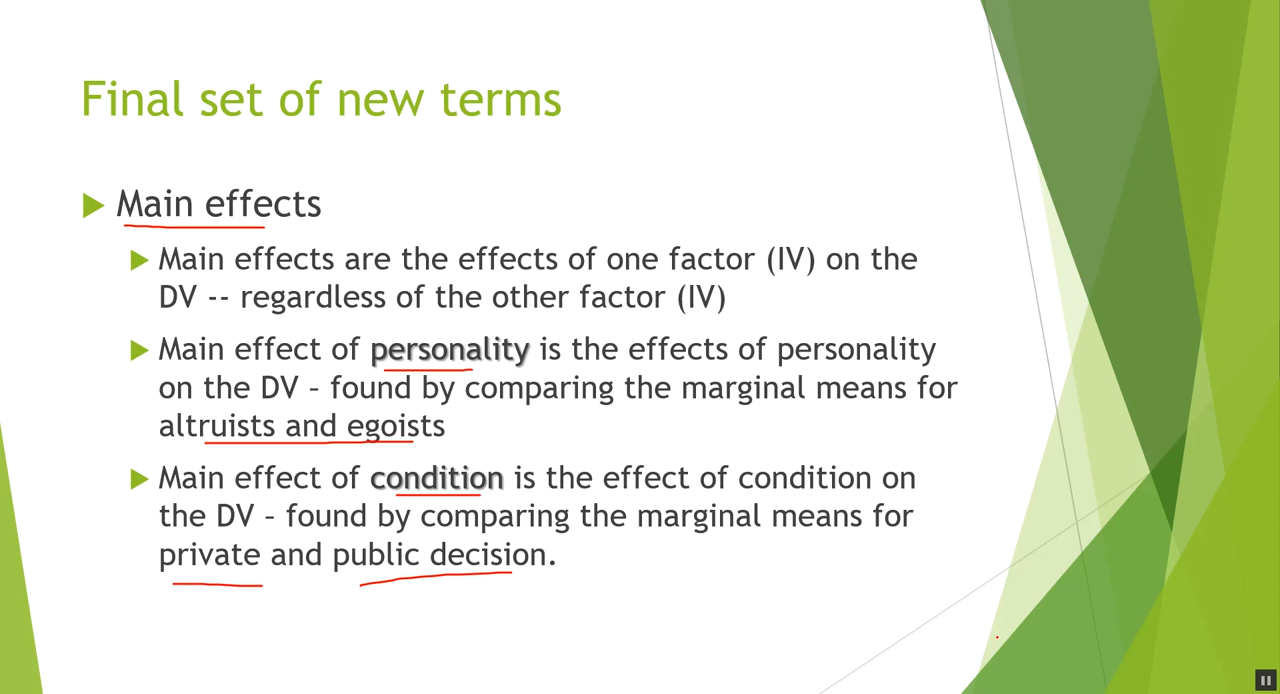 Final set of new terms
Main effects
Main effects are the effects of one factor (IV) on the
DV -- regardless of the other factor (IV)
Main effect of personality is the effects of personality
on the DV – found by comparing the marginal means for
altruists and egoists
Main effect of condition is the effect of condition on
the DV – found by comparing the marginal means for
private and public decision.